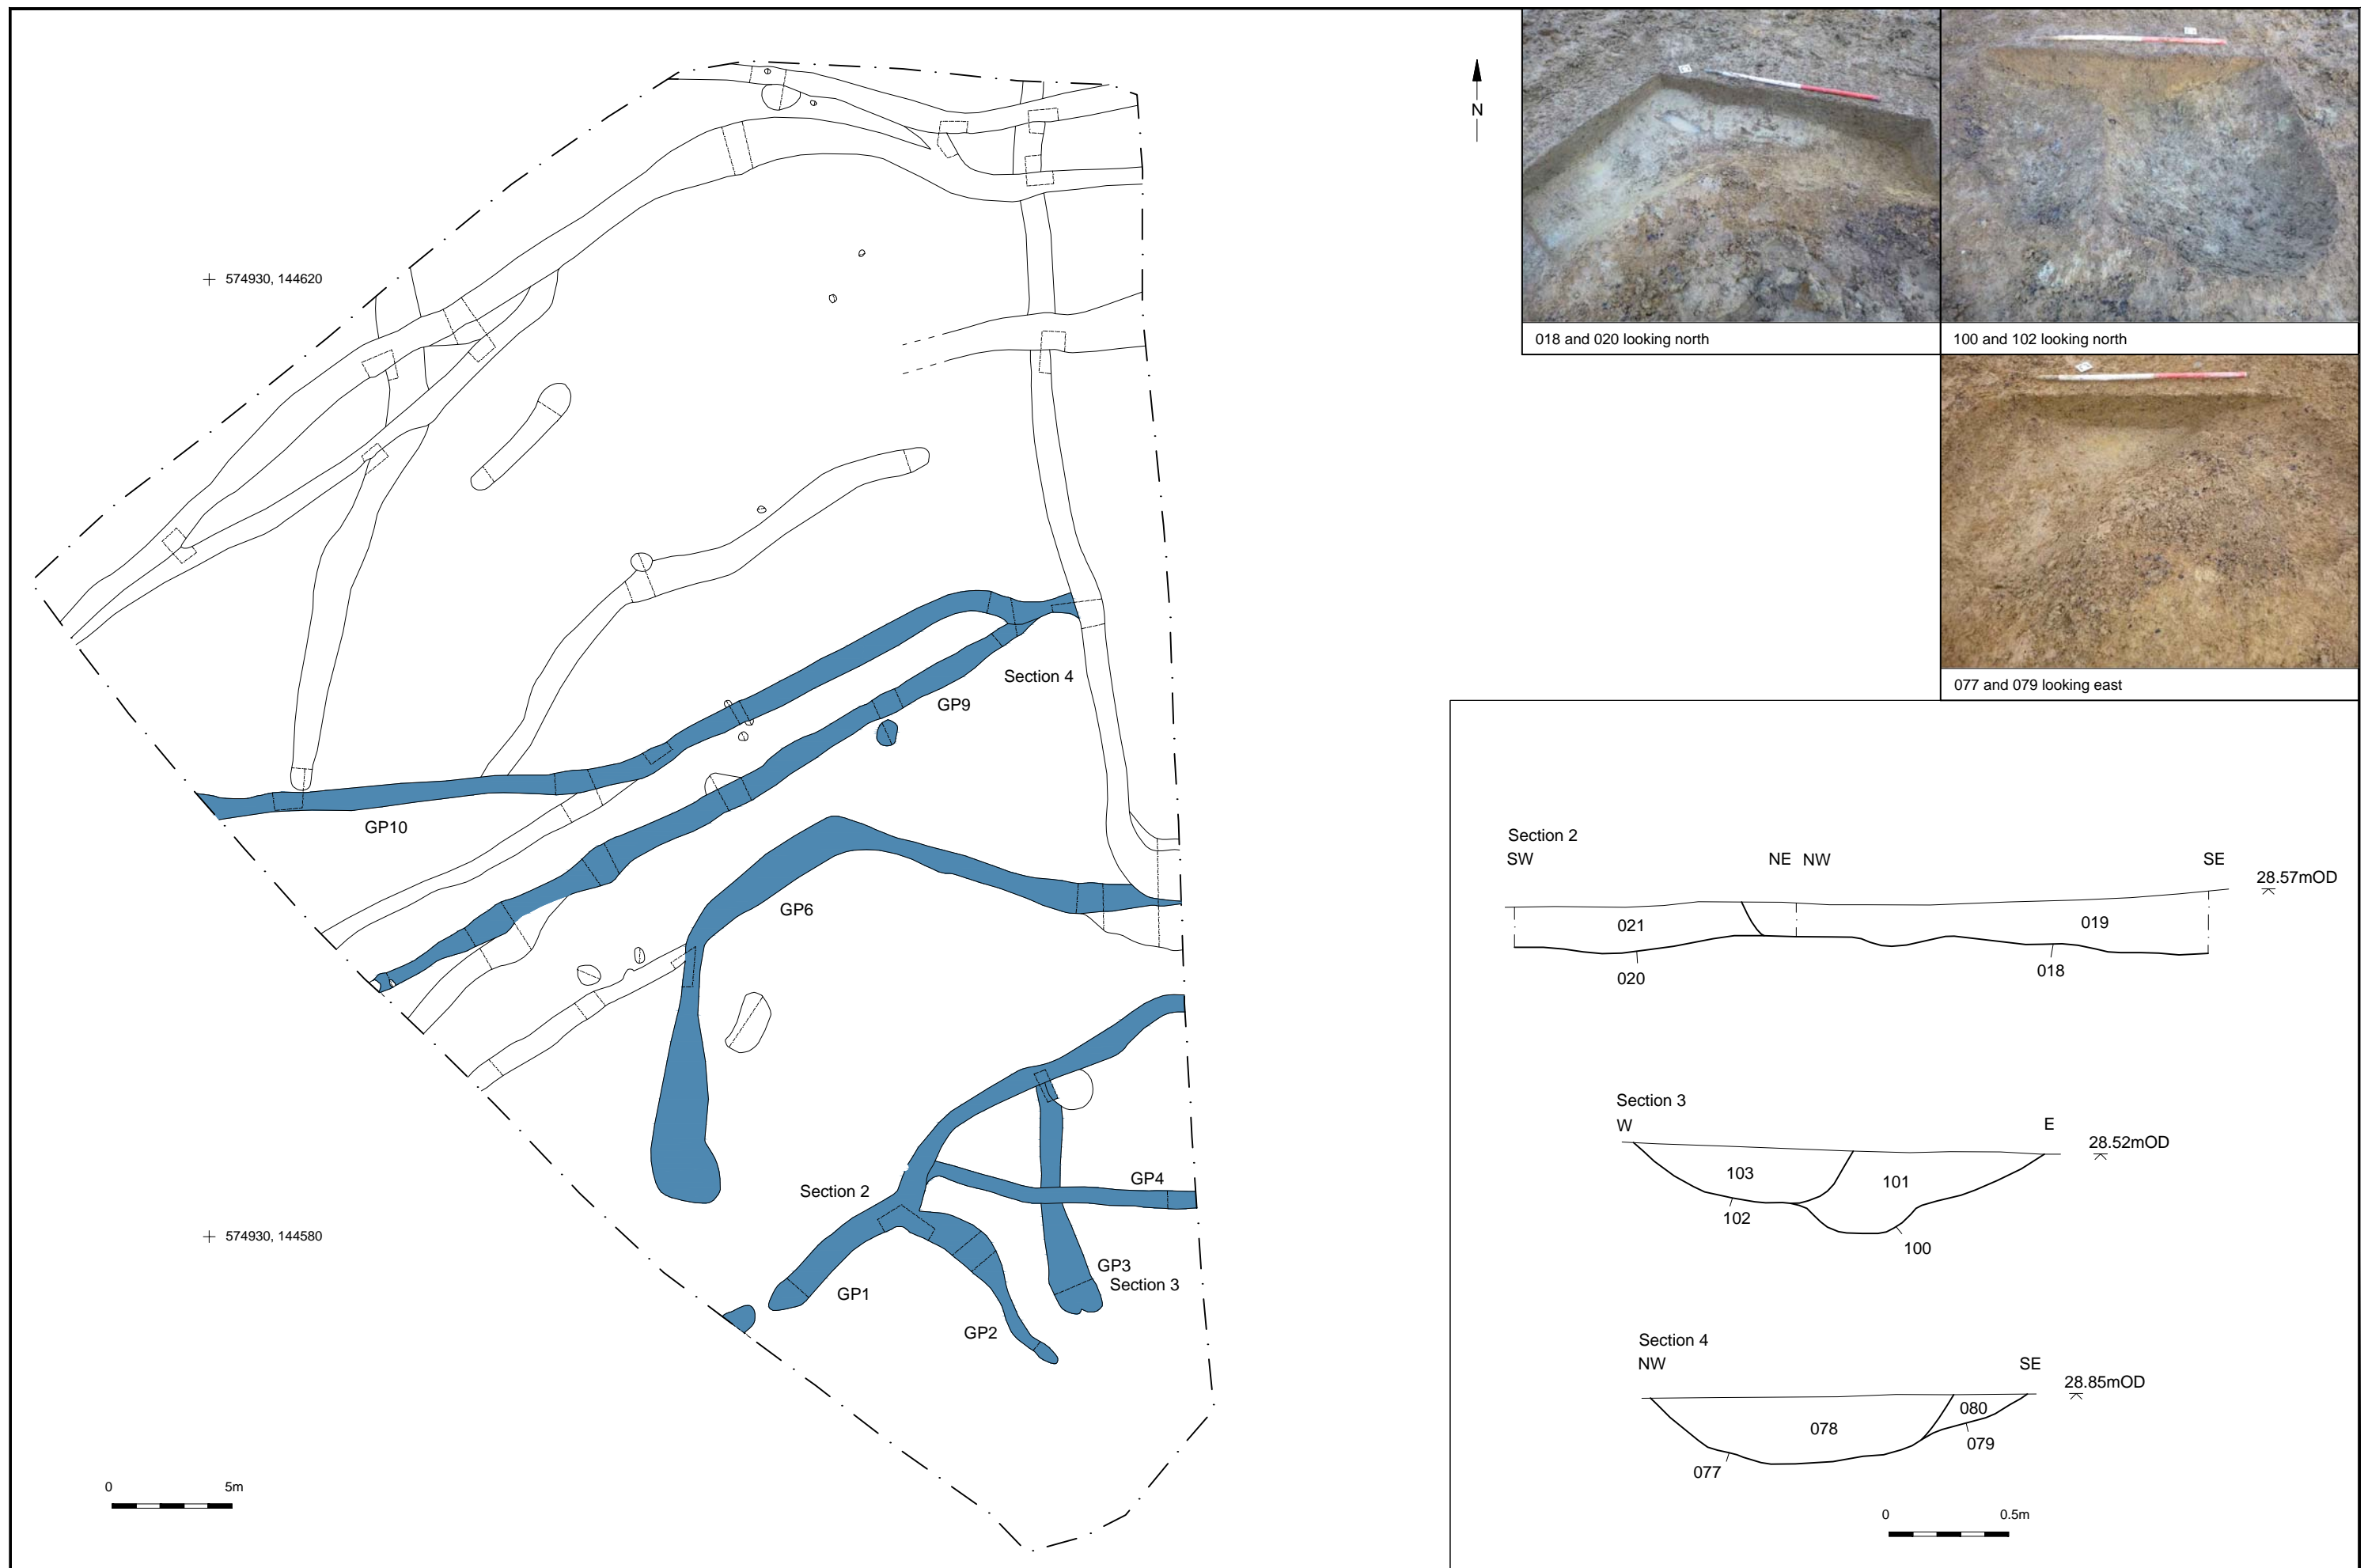 574930, 144620
N
Section 4
GP9
GP10
GP6
Section 2
GP4
574930, 144580
GP3
Section 3
GP1
GP2
0 5m
018 and 020 looking north
100 and 102 looking north
077 and 079 looking east
Section 2
SW NE NW SE
28.57mOD
021 019
020 018
Section 3
W E
28.52mOD
103 101
102 100
Section 4
NW SE
28.85mOD
080
078
079
077
0 0.5m